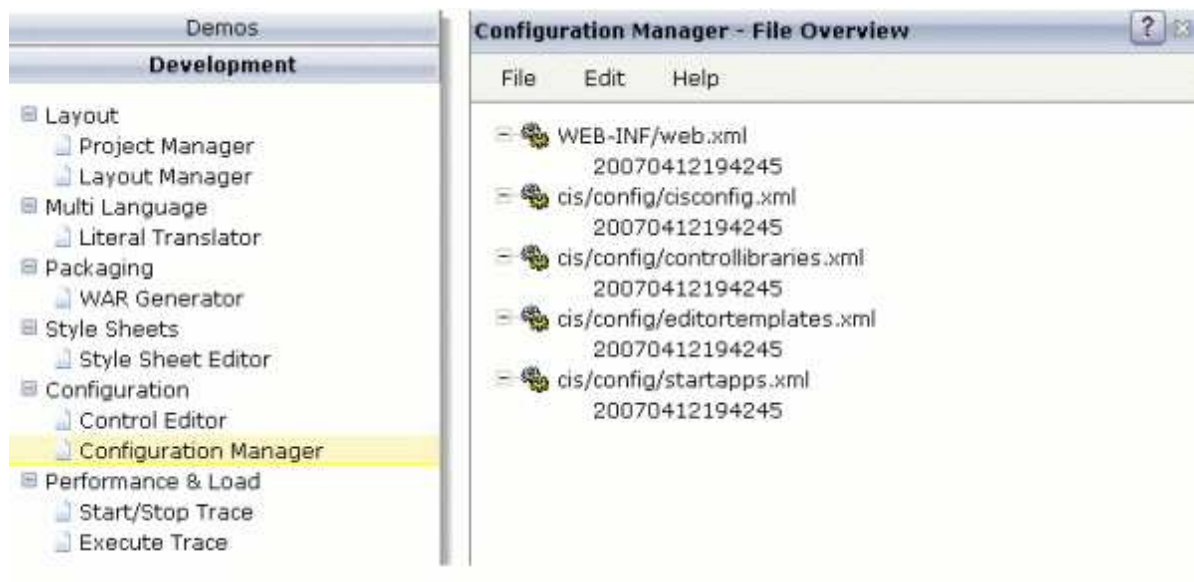 Demos
Development
Layout
Project Manager
Layout Manager
Multi Language
Literal Translator
Packaging
WAR Generator
Style Sheets
Style Sheet Editor
Configuration
Control Editor
Configuration Manager
Performance & Load
Start/Stop Trace
Execute Trace
Configuration Manager - File Overview
?
File Edit Help
WEB-INF/web.xml
20070412194245
cis/config/cisconfig.xml
20070412194245
cis/config/controllibraries.xml
20070412194245
cis/config/editortemplates.xml
20070412194245
cis/config/startapps.xml
20070412194245